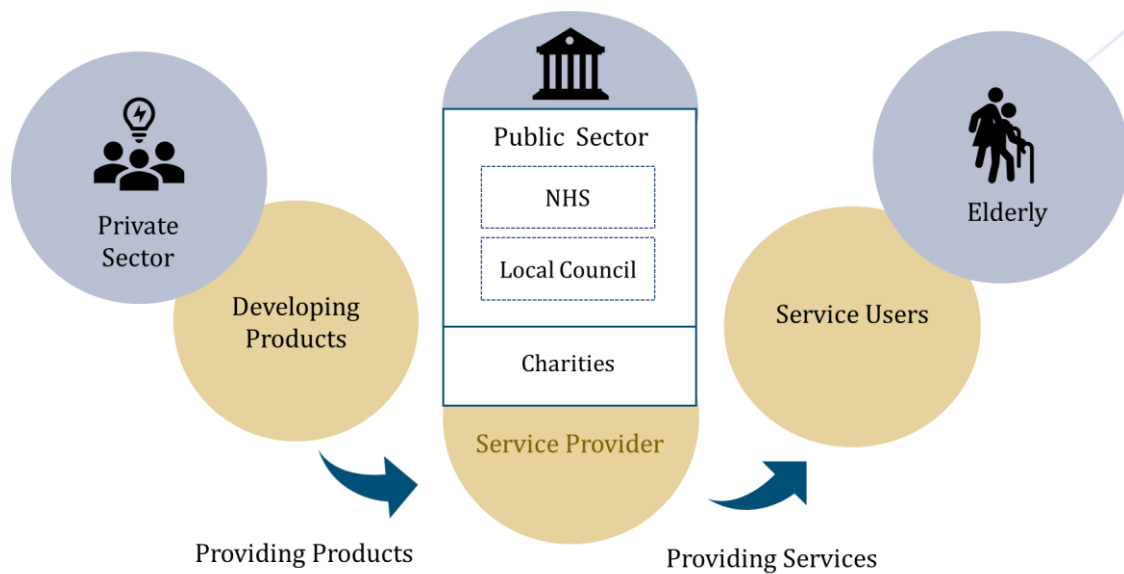 Private
Sector
Developing
Products
Providing Products
Public Sector
NHS
Local Council
Charities
Service Provider
Providing Services
Service Users
Elderly